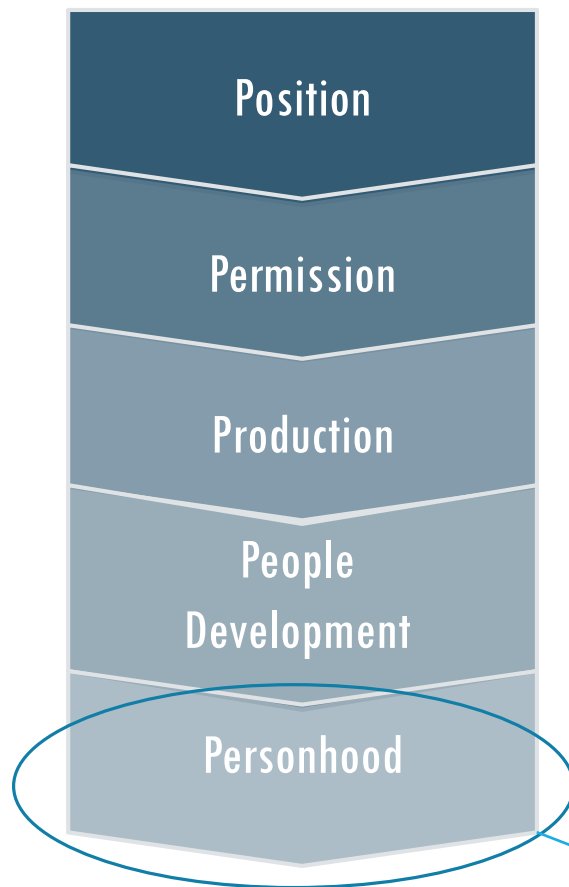 Position
Permission
Production
People
Development
Personhood